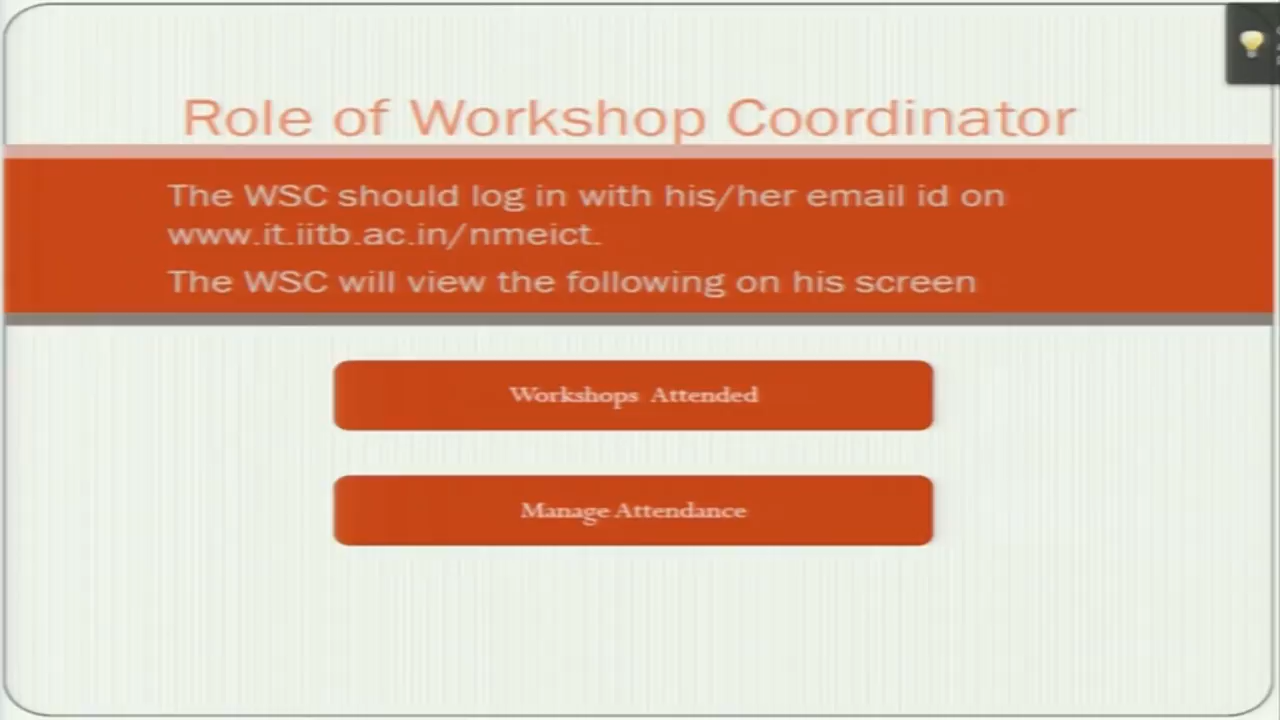 Role of Workshop Coordinator
The WSC should log in with his/her email id on
www.it.iitb.ac.in/nmeict.
The WSC will view the following on his screen
Workshops Attended
Manage Attendance